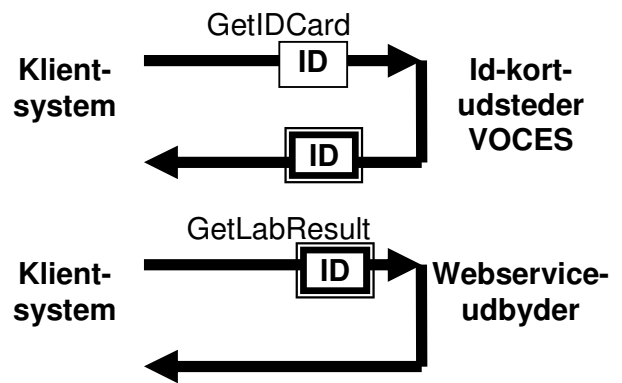 GetIDCard
Klient-
system
ID
Id-kort-
udsteder
VOCES
ID
GetLabResult
Klient-
system
ID
Webservice-
udbyder